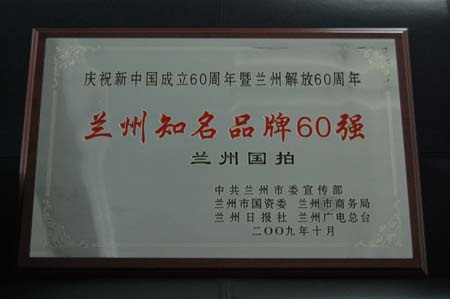 庆祝新中国成立60周年暨兰州解放60周年
兰州知名品牌60强
兰州国拍
中共兰州市委宣传部
兰州市国资委 兰州市商务局
兰州日报社 兰州广电总台
二OO九年十月